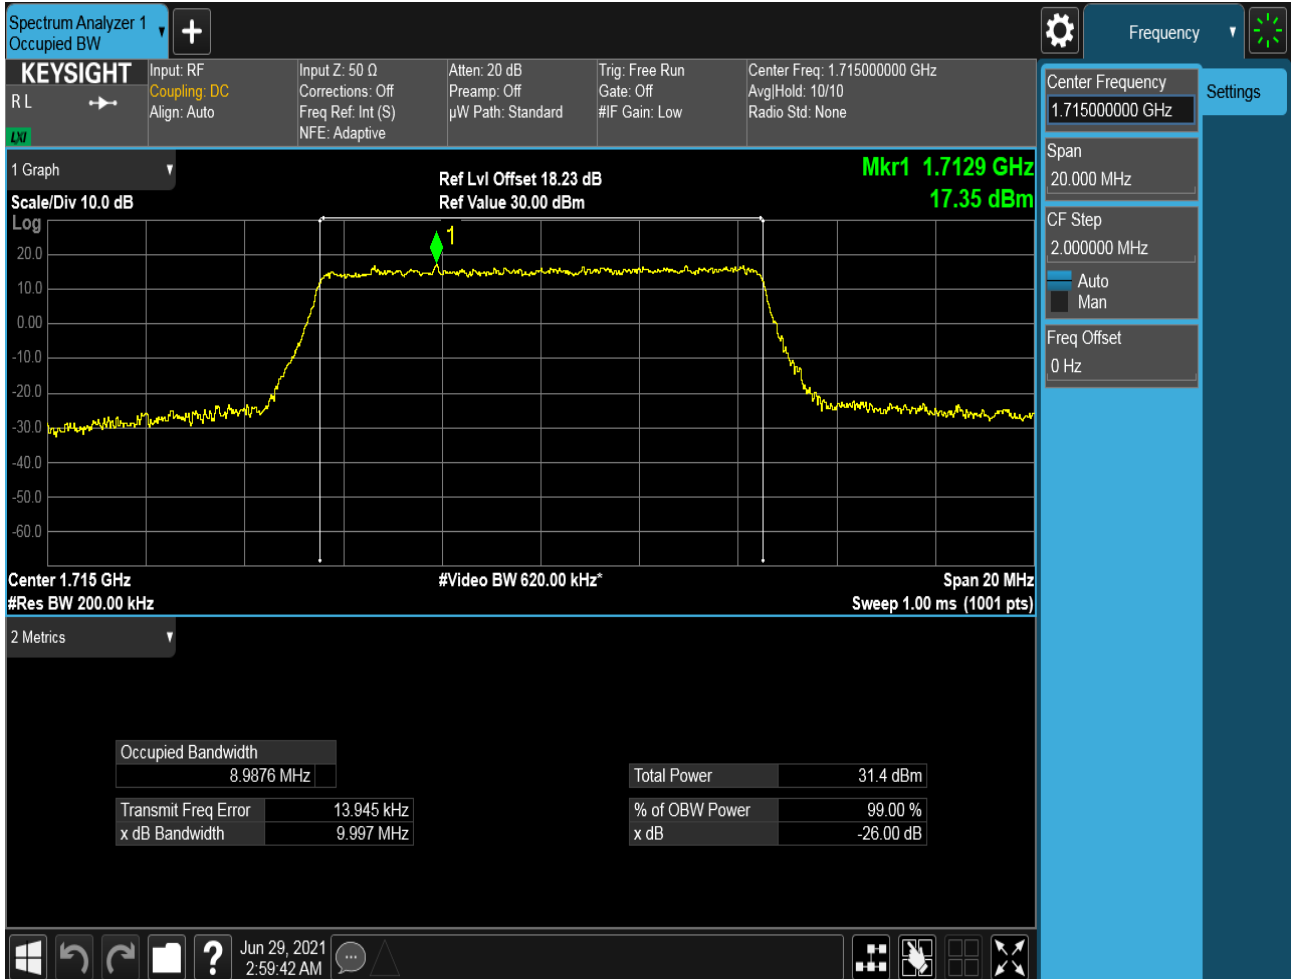 Spectrum Analyzer 1
Occupied BW
Frequency
KEYSIGHT
R L
LXI
Input: RF
Coupling: DC
Align: Auto
Input Z: 50 Ω
Corrections: Off
Freq Ref: Int (S)
NFE: Adaptive
Atten: 20 dB
Preamp: Off
µW Path: Standard
Trig: Free Run
Gate: Off
#IF Gain: Low
Center Freq: 1.715000000 GHz
Avg|Hold: 10/10
Radio Std: None
Center Frequency
1.715000000 GHz
Settings
Span
20.000 MHz
CF Step
2.000000 MHz
Auto
Man
Freq Offset
0 Hz
1 Graph
Scale/Div 10.0 dB
Ref Lvl Offset 18.23 dB
Ref Value 30.00 dBm
Mkr1 1.7129 GHz
17.35 dBm
Log
1
20.0
10.0
0.00
-10.0
-20.0
-30.0
-40.0
-50.0
-60.0
Center 1.715 GHz
#Video BW 620.00 kHz*
Span 20 MHz
#Res BW 200.00 kHz
Sweep 1.00 ms (1001 pts)
2 Metrics
Occupied Bandwidth
8.9876 MHz
Total Power 31.4 dBm
Transmit Freq Error 13.945 kHz
% of OBW Power 99.00 %
x dB Bandwidth 9.997 MHz
x dB -26.00 dB
?
Jun 29, 2021
2:59:42 AM